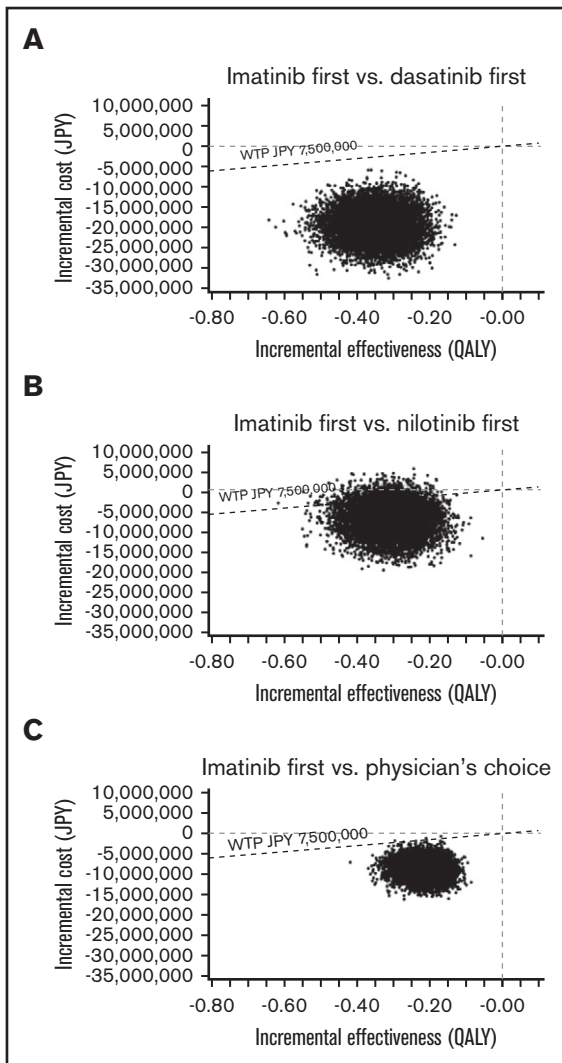 A
Imatinib first vs. dasatinib first
Incremental cost (JPY)
10,000,000
5,000,000
0
-5,000,000
-10,000,000
-15,000,000
-20,000,000
-25,000,000
-30,000,000
-35,000,000
WTP JPY 7,500,000
-0.80 -0.60 -0.40 -0.20 -0.00
Incremental effectiveness (QALY)
B
Imatinib first vs. nilotinib first
Incremental cost (JPY)
10,000,000
5,000,000
0
-5,000,000
-10,000,000
-15,000,000
-20,000,000
-25,000,000
-30,000,000
-35,000,000
WTP JPY 7,500,000
-0.80 -0.60 -0.40 -0.20 -0.00
Incremental effectiveness (QALY)
C
Imatinib first vs. physician's choice
Incremental cost (JPY)
10,000,000
5,000,000
0
-5,000,000
-10,000,000
-15,000,000
-20,000,000
-25,000,000
-30,000,000
-35,000,000
WTP JPY 7,500,000
-0.80 -0.60 -0.40 -0.20 -0.00
Incremental effectiveness (QALY)